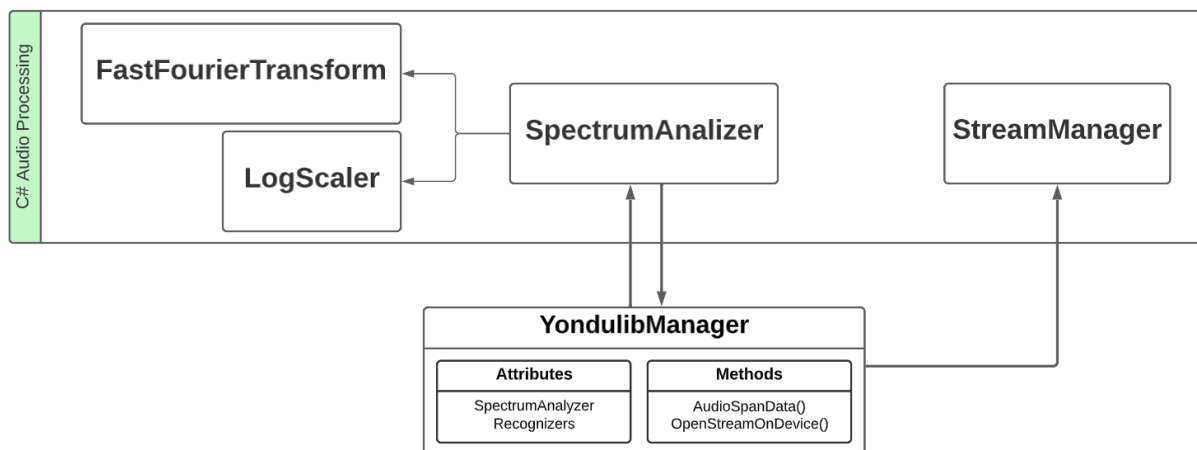 C# Audio Processing
FastFourierTransform
LogScaler
SpectrumAnalizer
StreamManager
YondulibManager
Attributes
SpectrumAnalyzer
Recognizers
Methods
AudioSpanData()
OpenStreamOnDevice()